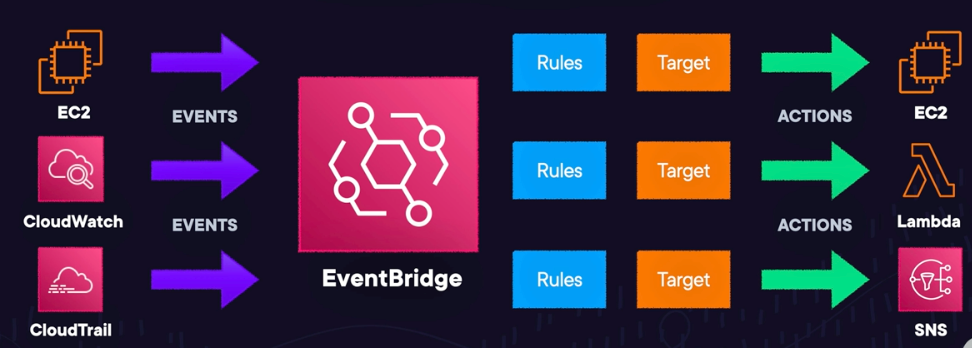 Rules Target
EC2 EVENTS ACTIONS EC2
Rules Target
CloudWatch EVENTS ACTIONS Lambda
EventBridge Rules Target
CloudTrail SNS